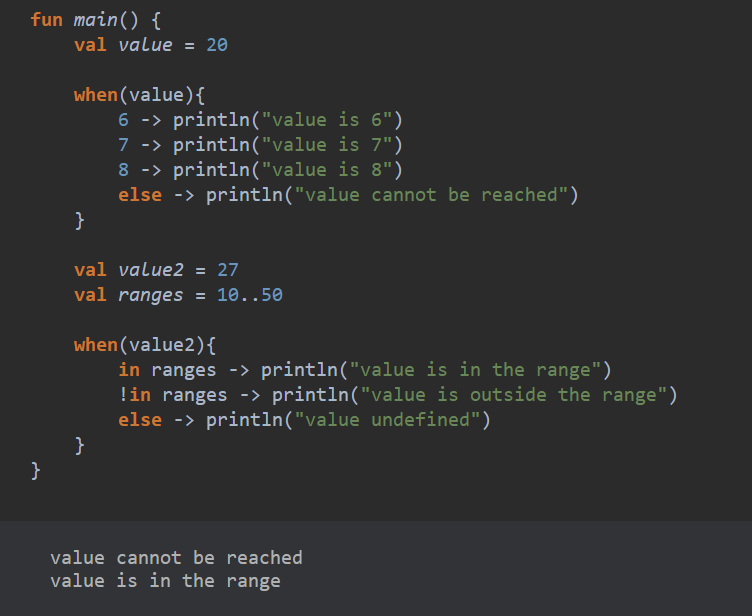 fun main() {
    val value = 20

    when(value){
        6 -> println("value is 6")
        7 -> println("value is 7")
        8 -> println("value is 8")
        else -> println("value cannot be reached")
    }

    val value2 = 27
    val ranges = 10..50

    when(value2){
        in ranges -> println("value is in the range")
        !in ranges -> println("value is outside the range")
        else -> println("value undefined")
    }
}

value cannot be reached
value is in the range